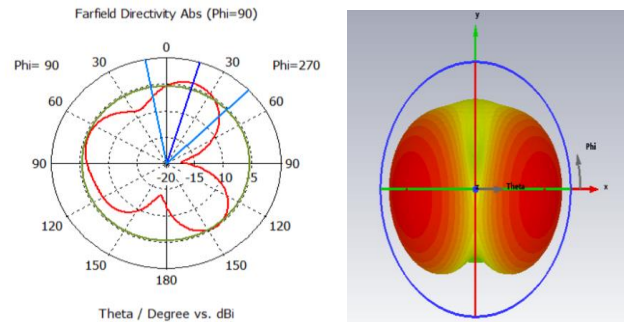 Farfield Directivity Abs (Phi=90)
Phi= 90
30
0
30
Phi=270
60
60
90
-20
-15
-10
5
90
120
120
150
180
150
Theta / Degree vs. dBi
y
Phi
Theta
x